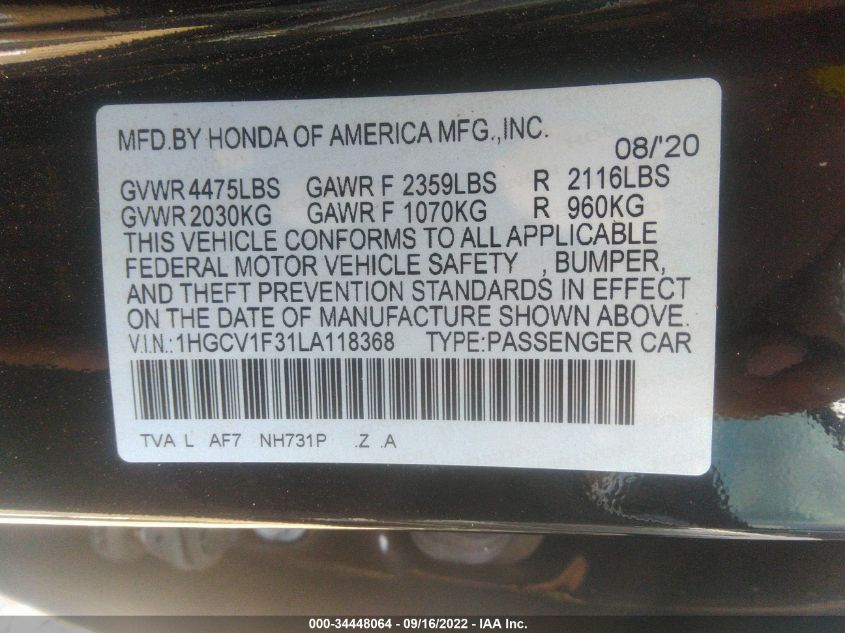 MFD.BY HONDA OF AMERICA MFG.,INC.
08/'20
GVWR 4475LBS GAWR F 2359LBS R 2116LBS
GVWR 2030KG GAWR F 1070KG R 960KG
THIS VEHICLE CONFORMS TO ALL APPLICABLE
FEDERAL MOTOR VEHICLE SAFETY , BUMPER,
AND THEFT PREVENTION STANDARDS IN EFFECT
ON THE DATE OF MANUFACTURE SHOWN ABOVE.
V.I.N.:1HGCV1F31LA118368 TYPE:PASSENGER CAR
TVA L AF7 NH731P .Z .A
000-34448064 - 09/16/2022 - IAA Inc.